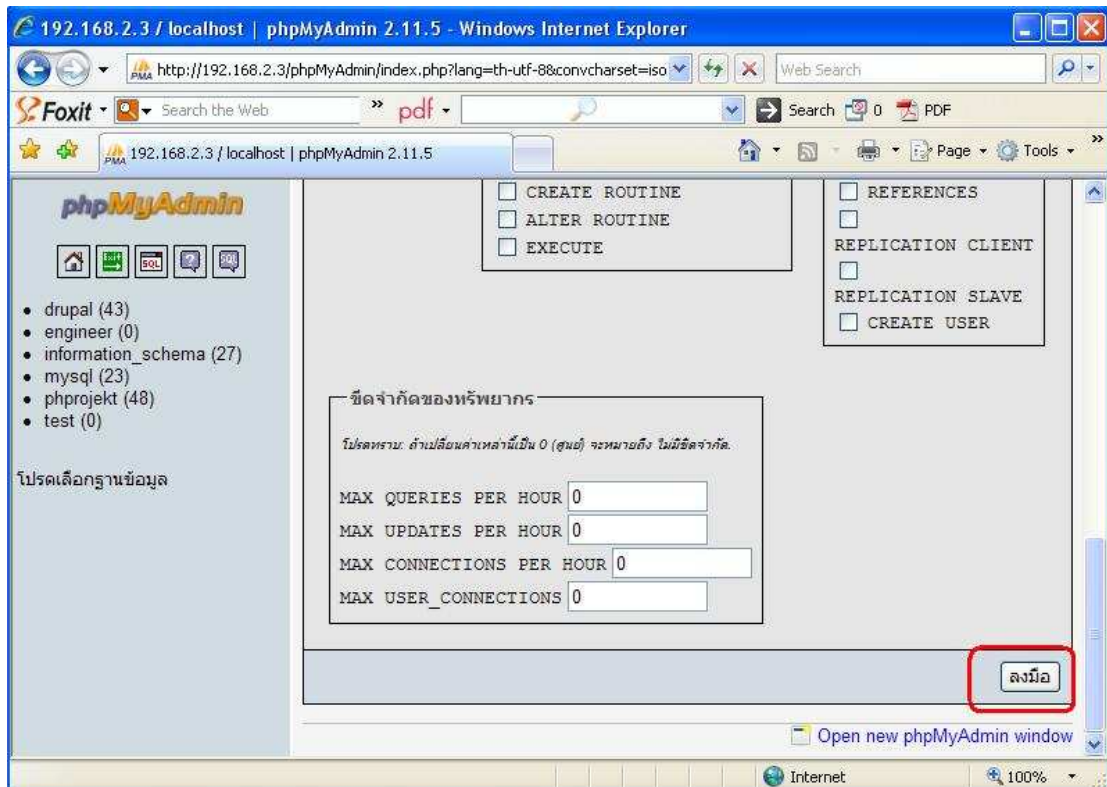 192.168.2.3 / localhost | phpMyAdmin 2.11.5 - Windows Internet Explorer
http://192.168.2.3/phpMyAdmin/index.php?lang=th-utf-8&convcharset=iso
Web Search
Foxit
Search the Web
»
pdf
Search
0
PDF
192.168.2.3 / localhost | phpMyAdmin 2.11.5
Page
Tools
»
phpMyAdmin
Exit
SQL
?
SQL
drupal (43)
engineer (0)
information_schema (27)
mysql (23)
phprojekt (48)
test (0)
โปรดเลือกฐานข้อมูล
CREATE ROUTINE
ALTER ROUTINE
EXECUTE
REFERENCES
REPLICATION CLIENT
REPLICATION SLAVE
CREATE USER
ขีดจำกัดของทรัพยากร
โปรดทราบ: ถ้าเปลี่ยนค่าเหล่านี้เป็น 0 (ศูนย์) จะหมายถึง ไม่มีขีดจำกัด.
MAX QUERIES PER HOUR 0
MAX UPDATES PER HOUR 0
MAX CONNECTIONS PER HOUR 0
MAX USER_CONNECTIONS 0
ลงมือ
Open new phpMyAdmin window
Internet
100%